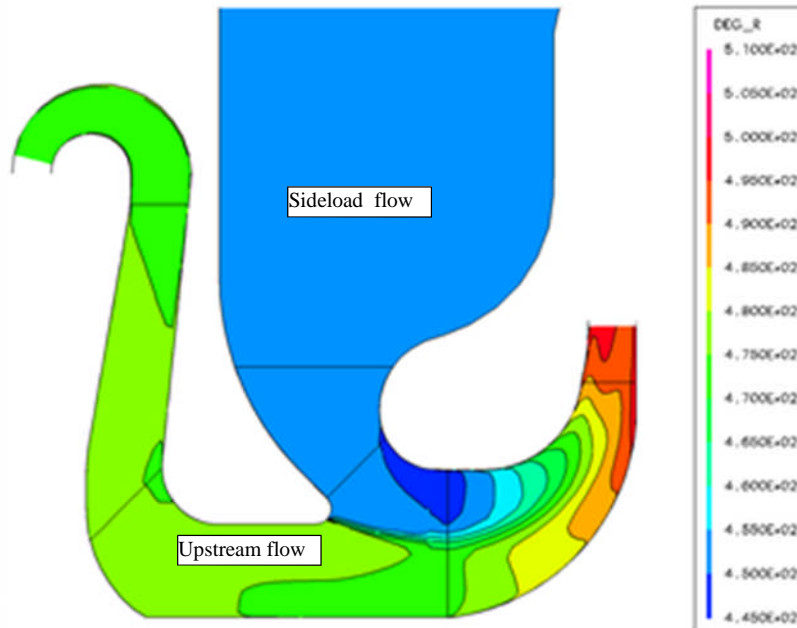 DEG_R
5.100E+02
5.050E+02
5.000E+02
4.950E+02
4.900E+02
4.850E+02
4.800E+02
4.750E+02
4.700E+02
4.650E+02
4.600E+02
4.550E+02
4.500E+02
4.450E+02
Sideload flow
Upstream flow